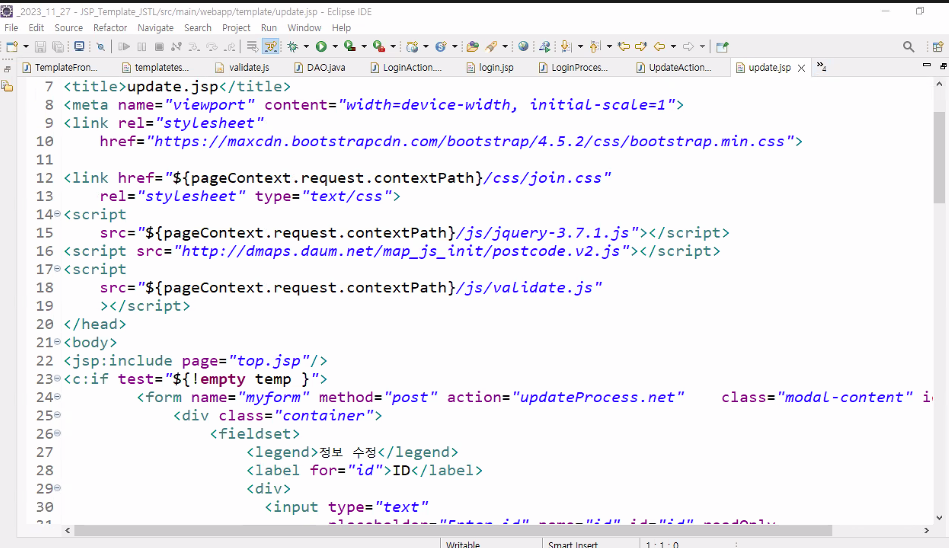 _2023_11_27 - JSP_Template_JSTL/src/main/webapp/template/update.jsp - Eclipse IDE
File Edit Source Refactor Navigate Search Project Run Window Help
TemplateFron... templatetes... validate.js DAO.java LoginAction... login.jsp LoginProces... UpdateAction... update.jsp »4
7 <title>update.jsp</title>
8 <meta name="viewport" content="width=device-width, initial-scale=1">
9 <link rel="stylesheet"
10 href="https://maxcdn.bootstrapcdn.com/bootstrap/4.5.2/css/bootstrap.min.css">
11
12 <link href="${pageContext.request.contextPath}/css/join.css"
13 rel="stylesheet" type="text/css">
14 <script
15 src="${pageContext.request.contextPath}/js/jquery-3.7.1.js"></script>
16 <script src="http://dmaps.daum.net/map_js_init/postcode.v2.js"></script>
17 <script
18 src="${pageContext.request.contextPath}/js/validate.js"
19 ></script>
20 </head>
21 <body>
22 <jsp:include page="top.jsp"/>
23 <c:if test="${!empty temp }">
24 <form name="myform" method="post" action="updateProcess.net" class="modal-content" i
25 <div class="container">
26 <fieldset>
27 <legend>정보 수정</legend>
28 <label for="id">ID</label>
29 <div>
30 <input type="text"
31 placeholder="Enter id" name="id" id="id" readOnly
Writable Smart Insert 1 : 1 : 0